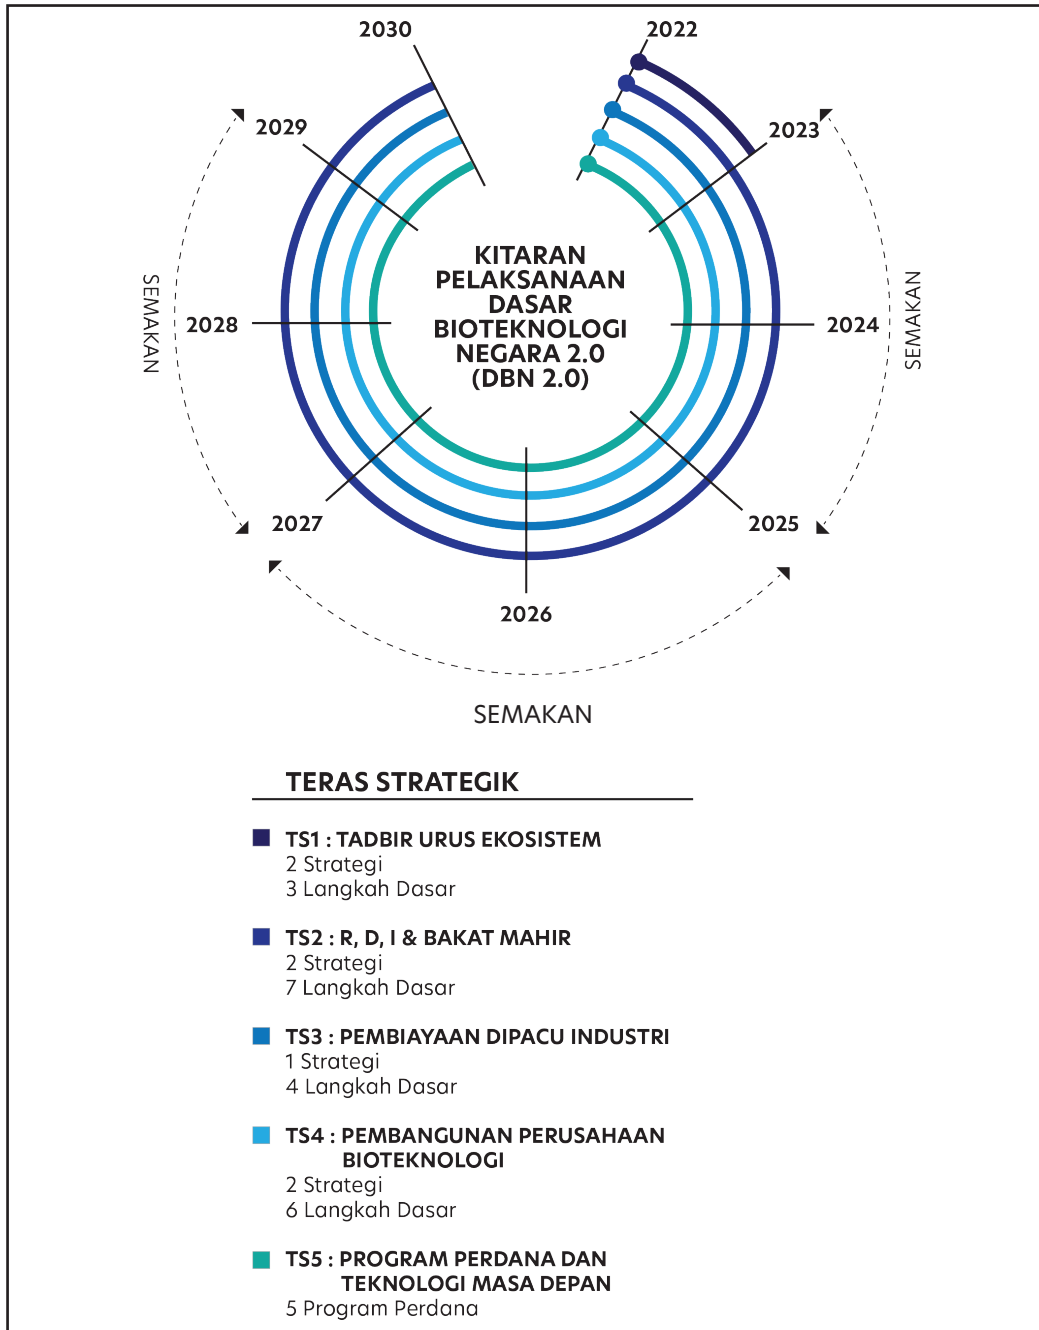 2030
2022
2029
2023
KITARAN
PELAKSANAAN
DASAR
BIOTEKNOLOGI
NEGARA 2.0
(DBN 2.0)
SEMAKAN
2028
2024
SEMAKAN
2027
2025
2026
SEMAKAN
TERAS STRATEGIK
TS1 : TADBIR URUS EKOSISTEM
2 Strategi
3 Langkah Dasar
TS2 : R, D, I & BAKAT MAHIR
2 Strategi
7 Langkah Dasar
TS3 : PEMBIAYAAN DIPACU INDUSTRI
1 Strategi
4 Langkah Dasar
TS4 : PEMBANGUNAN PERUSAHAAN
BIOTEKNOLOGI
2 Strategi
6 Langkah Dasar
TS5 : PROGRAM PERDANA DAN
TEKNOLOGI MASA DEPAN
5 Program Perdana